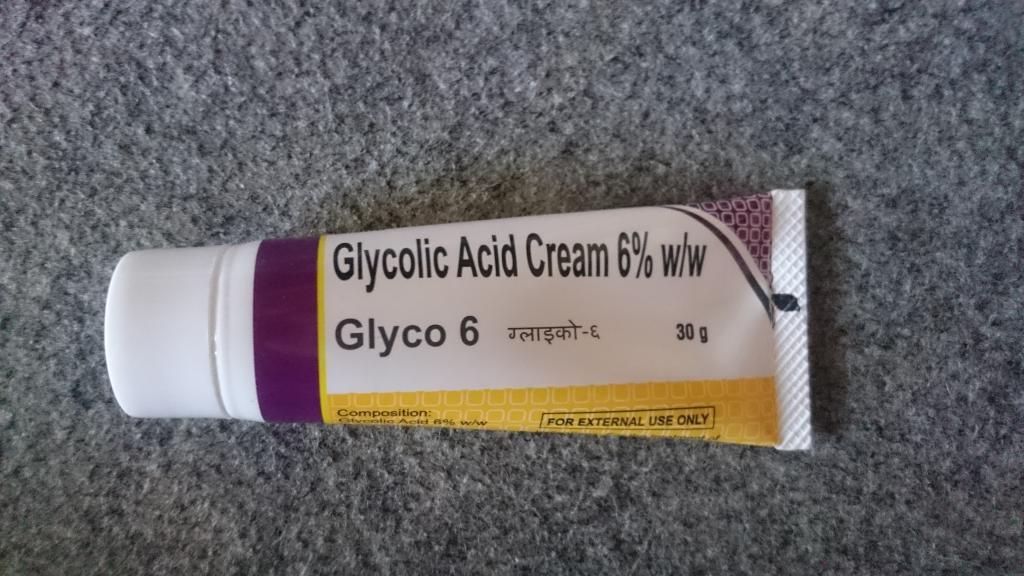 Glycolic Acid Cream 6% w/w
Glyco 6 ग्लाइको-६ 30 g
Composition:
Glycolic Acid 6% w/w
FOR EXTERNAL USE ONLY